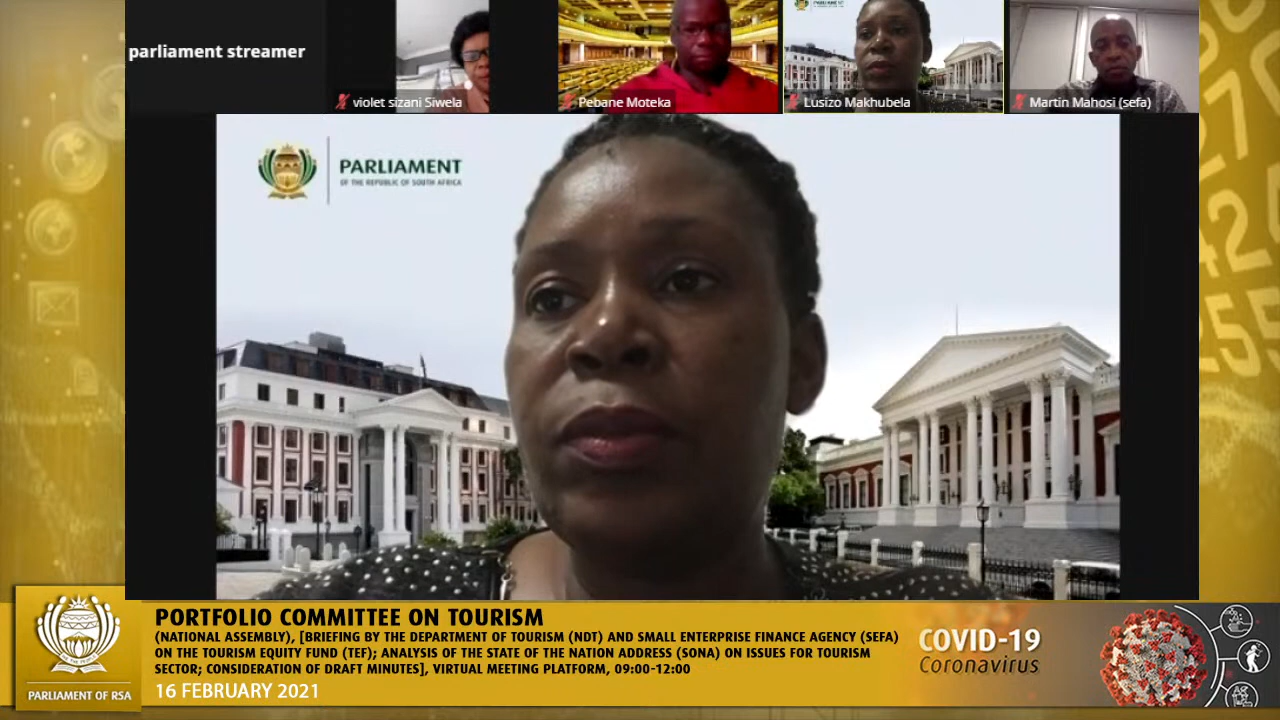 parliament streamer
violet sizani Siwela
Pebane Moteka
Lusizo Makhubela
Martin Mahosi (sefa)
PARLIAMENT
OF THE REPUBLIC OF SOUTH AFRICA
PORTFOLIO COMMITTEE ON TOURISM
(NATIONAL ASSEMBLY), [BRIEFING BY THE DEPARTMENT OF TOURISM (NDT) AND SMALL ENTERPRISE FINANCE AGENCY (SEFA)
ON THE TOURISM EQUITY FUND (TEF); ANALYSIS OF THE STATE OF THE NATION ADDRESS (SONA) ON ISSUES FOR TOURISM
SECTOR; CONSIDERATION OF DRAFT MINUTES], VIRTUAL MEETING PLATFORM, 09:00-12:00
16 FEBRUARY 2021
PARLIAMENT OF RSA
COVID-19
Coronavirus